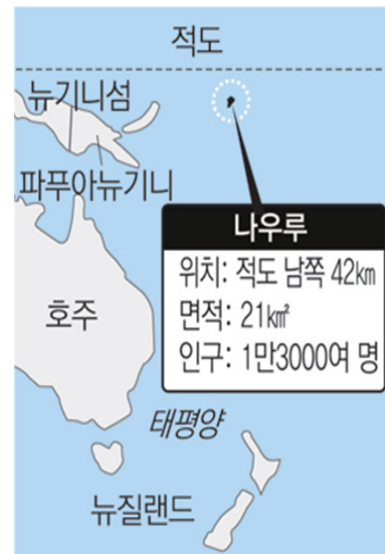 적도
뉴기니섬
파푸아뉴기니
나우루
위치: 적도 남쪽 42㎞
면적: 21㎢
인구: 1만3000여 명
호주
태평양
뉴질랜드